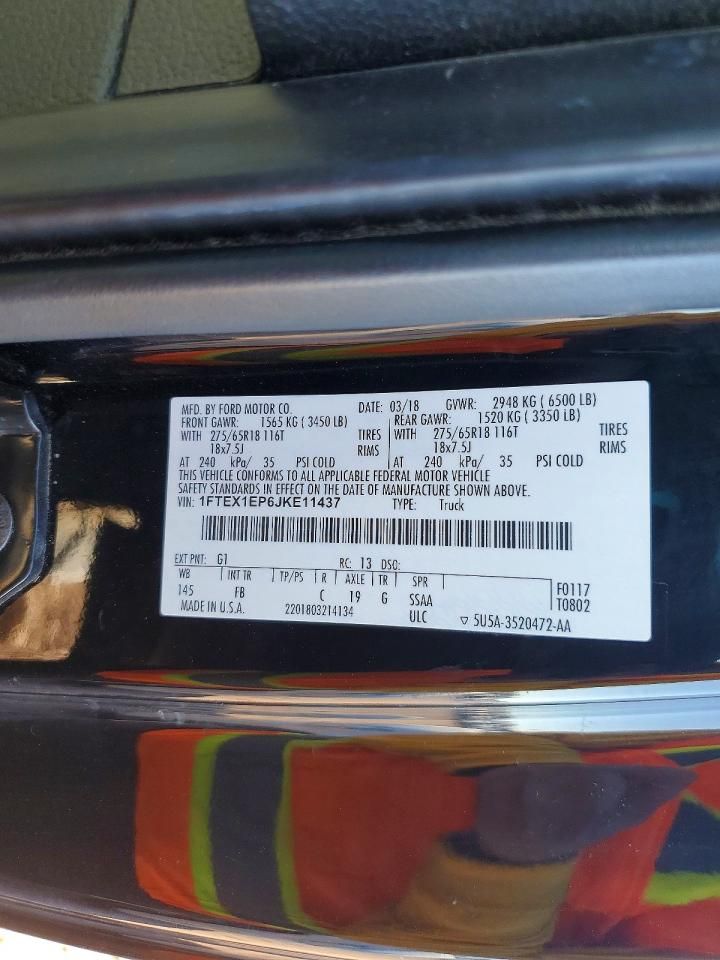 MFD. BY FORD MOTOR CO. DATE: 03/18 GVWR: 2948 KG ( 6500 LB)
FRONT GAWR: 1565 KG ( 3450 LB) REAR GAWR: 1520 KG ( 3350 LB)
WITH 275/65R18 116T TIRES WITH 275/65R18 116T TIRES
18x7.5J RIMS 18x7.5J RIMS
AT 240 kPa/ 35 PSI COLD AT 240 kPa/ 35 PSI COLD
THIS VEHICLE CONFORMS TO ALL APPLICABLE FEDERAL MOTOR VEHICLE
SAFETY STANDARDS IN EFFECT ON THE DATE OF MANUFACTURE SHOWN ABOVE.
VIN: 1FTEX1EP6JKE11437 TYPE: Truck
EXT PNT: G1 RC: 13 DSO:
WB INT TR TP/PS R AXLE TR SPR F0117
145 FB C 19 G SSAA T0802
MADE IN U.S.A. 2201803214134 ULC ▽ 5U5A-3520472-AA